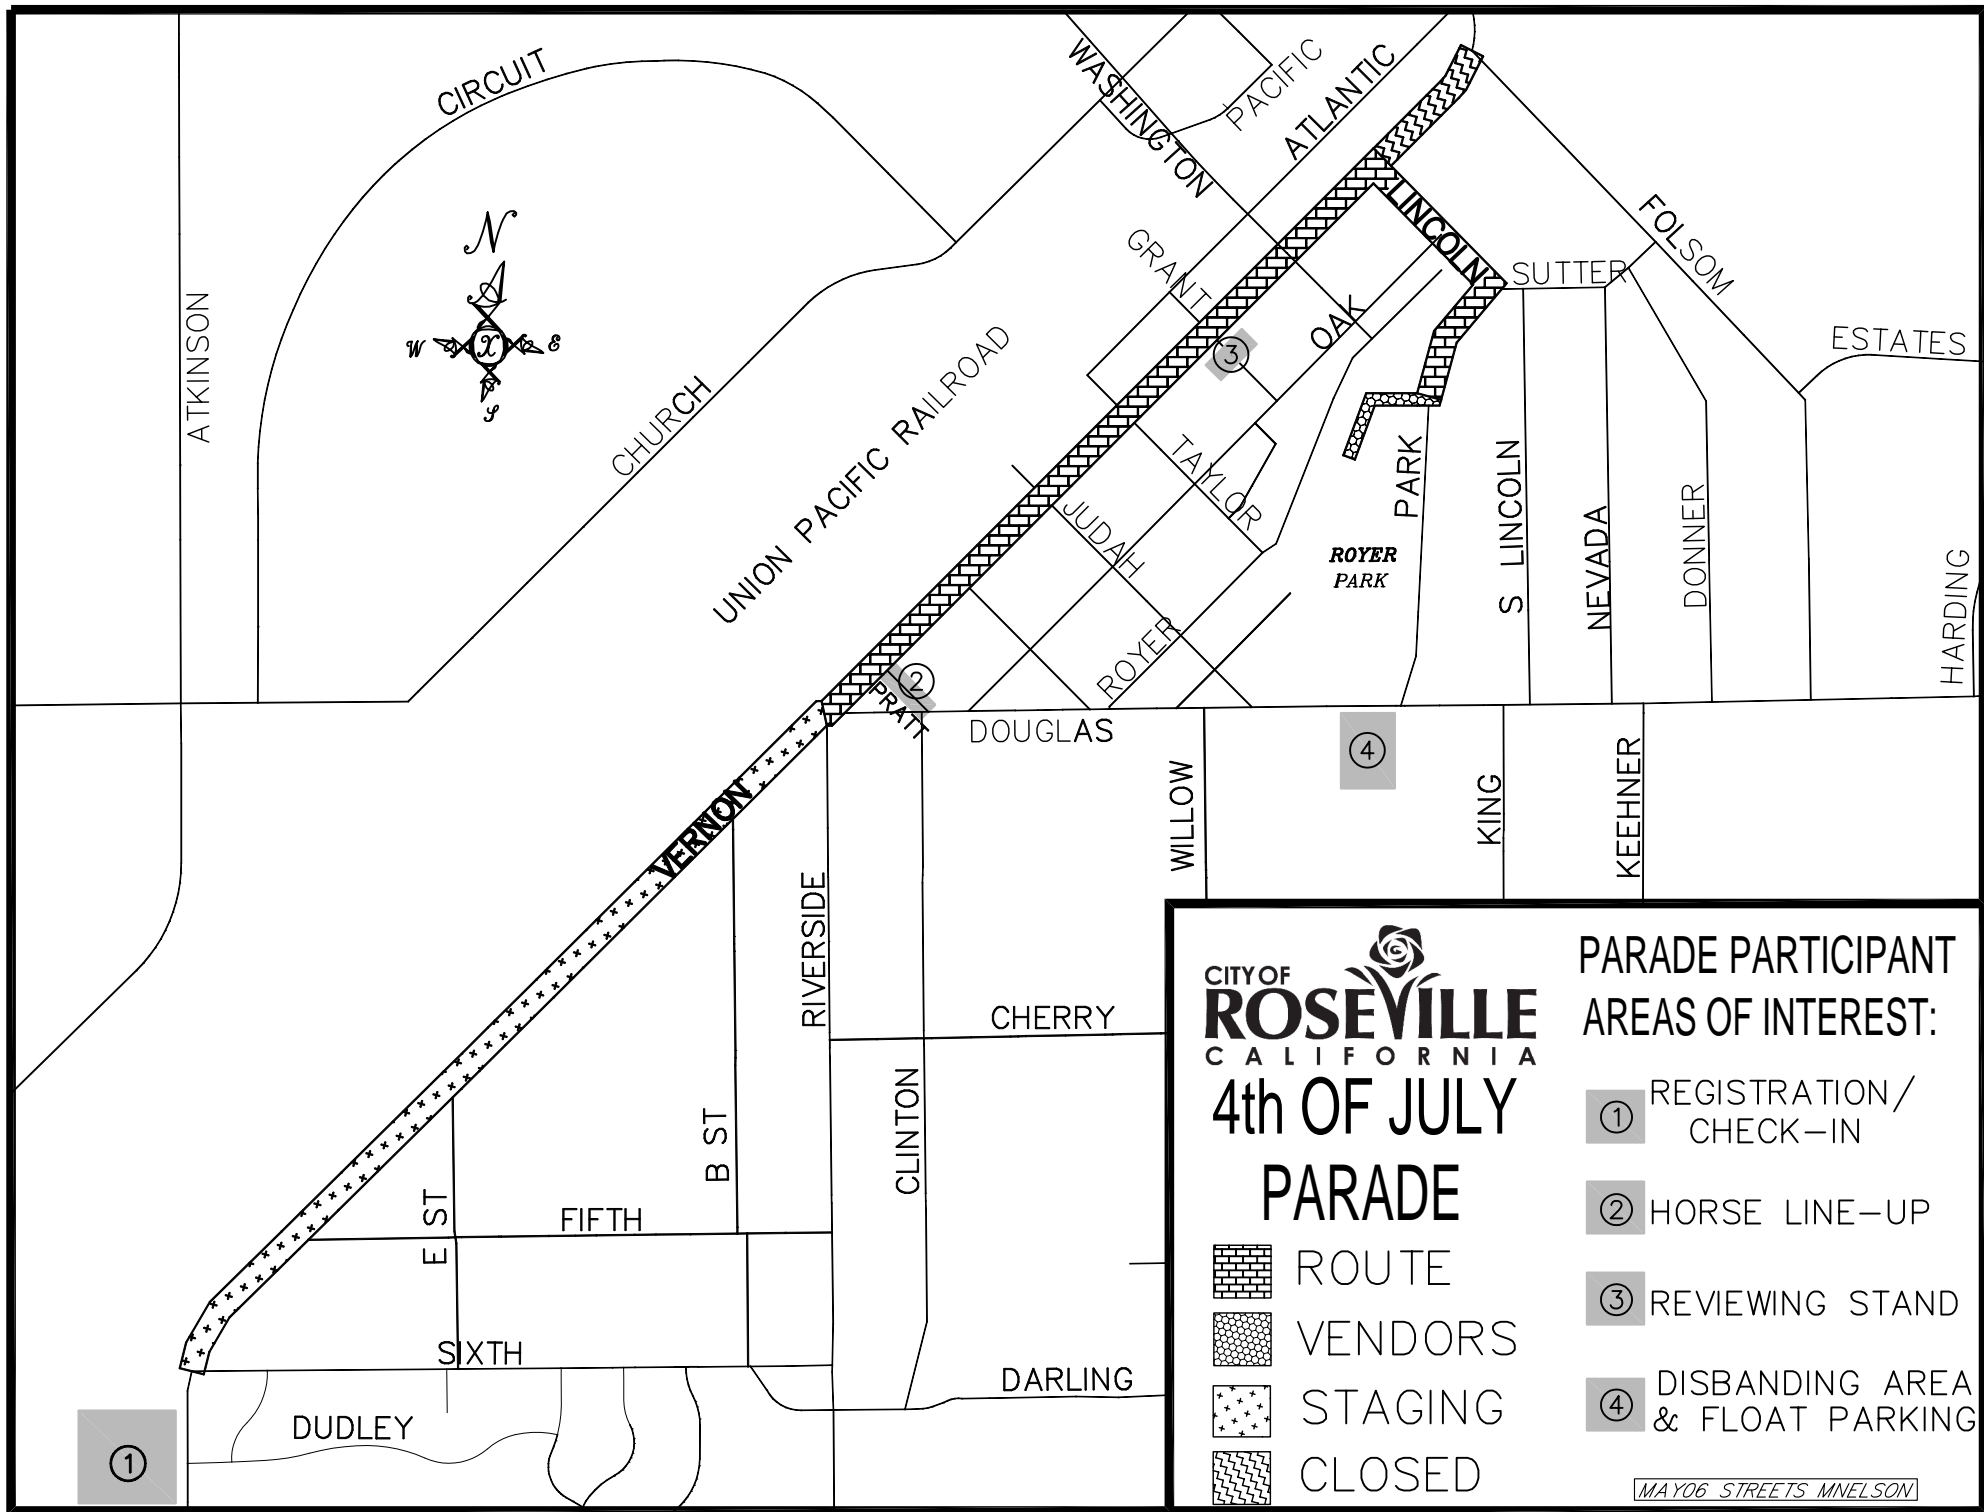 CIRCUIT
WASHINGTON
PACIFIC
ATLANTIC
LINCOLN
FOLSOM
SUTTER
ESTATES
N
W
X
E
S
ATKINSON
CHURCH
UNION PACIFIC RAILROAD
GRANT
OAK
3
TAYLOR
JUDAH
PARK
S LINCOLN
NEVADA
DONNER
HARDING
ROYER
PARK
ROYER
2
PRATT
DOUGLAS
4
VERNON
WILLOW
KING
KEEHNER
RIVERSIDE
CHERRY
CLINTON
B ST
E ST
FIFTH
SIXTH
DARLING
DUDLEY
1
CITY OF
ROSEVILLE
CALIFORNIA
4th OF JULY
PARADE
ROUTE
VENDORS
STAGING
CLOSED
PARADE PARTICIPANT
AREAS OF INTEREST:
1 REGISTRATION/
CHECK-IN
2 HORSE LINE-UP
3 REVIEWING STAND
4 DISBANDING AREA
& FLOAT PARKING
MAY06 STREETS MNELSON